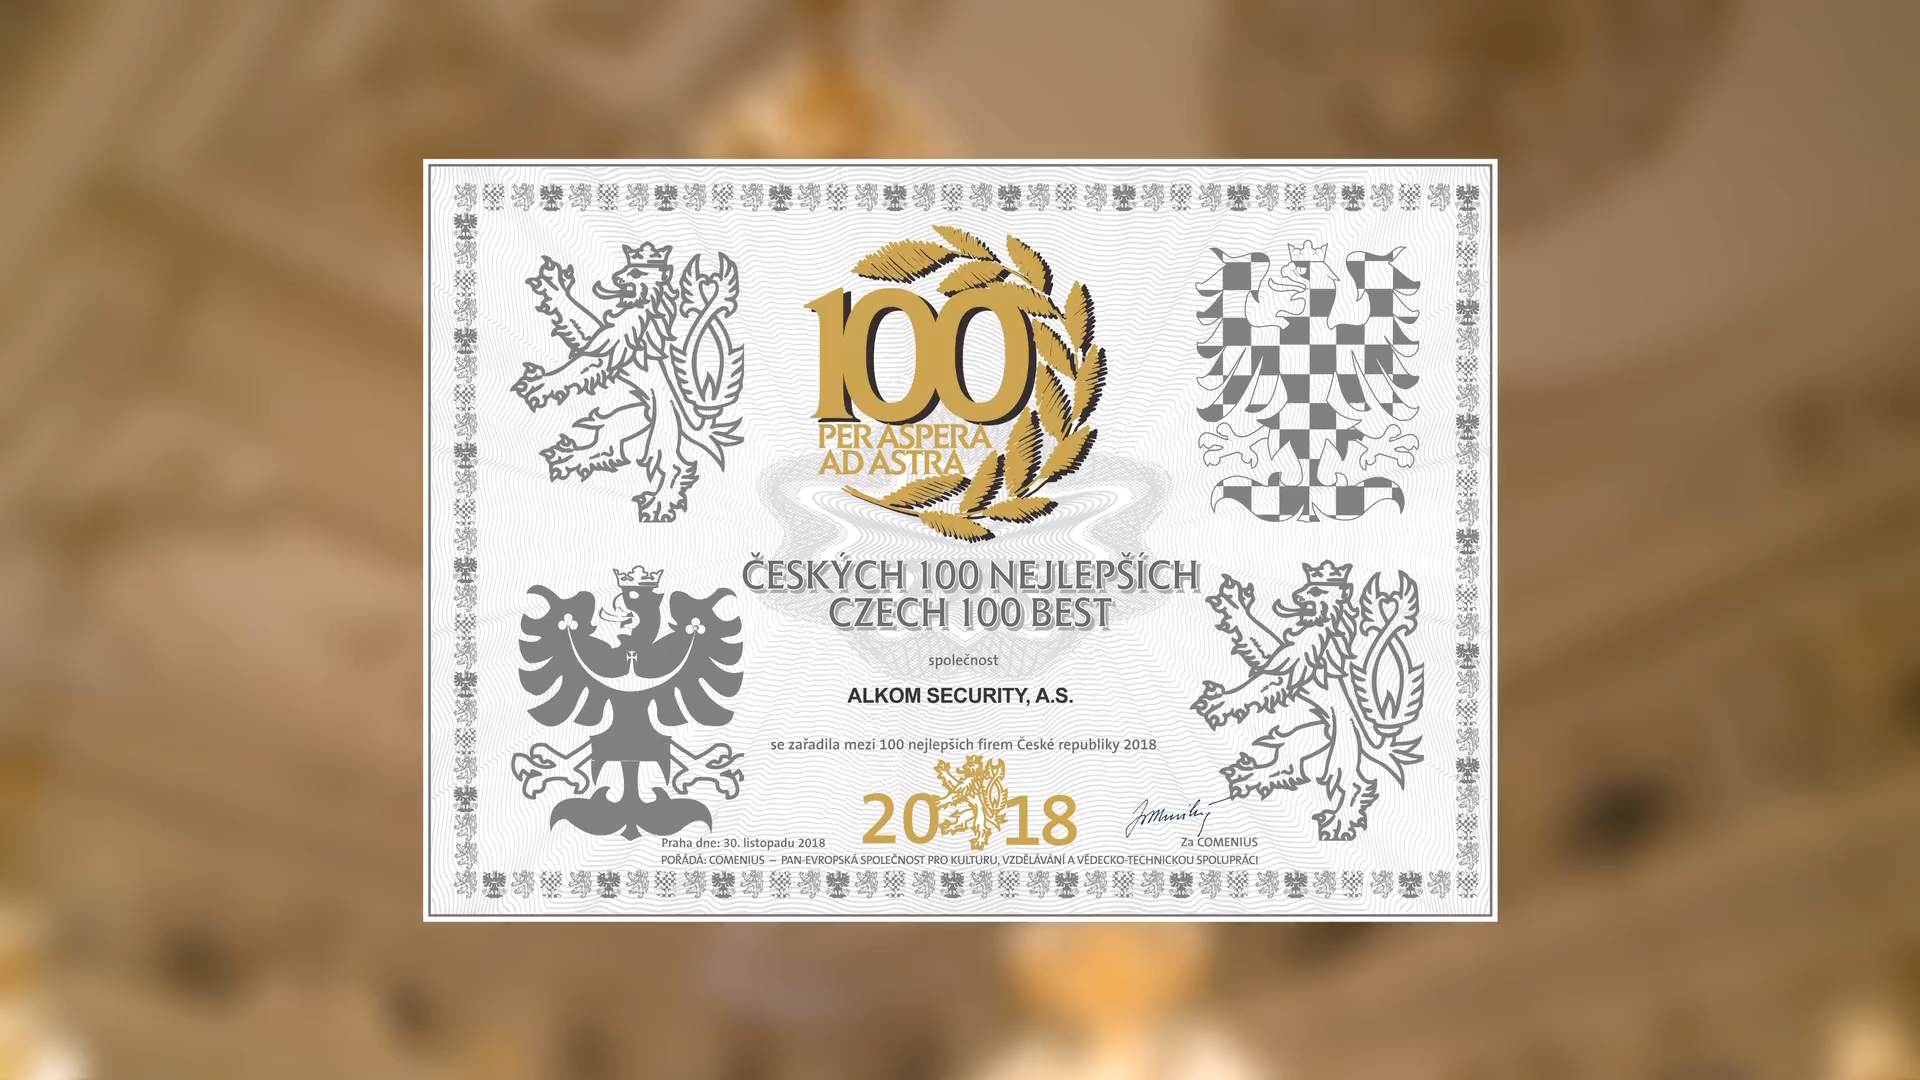 100
PER ASPERA
AD ASTRA
ČESKÝCH 100 NEJLEPŠÍCH
CZECH 100 BEST
společnost
ALKOM SECURITY, A.S.
se zařadila mezi 100 nejlepších firem České republiky 2018
2018
Praha dne: 30. listopadu 2018
Za COMENIUS
POŘÁDÁ: COMENIUS – PAN-EVROPSKÁ SPOLEČNOST PRO KULTURU, VZDĚLÁVÁNÍ A VĚDECKO-TECHNICKOU SPOLUPRÁCI